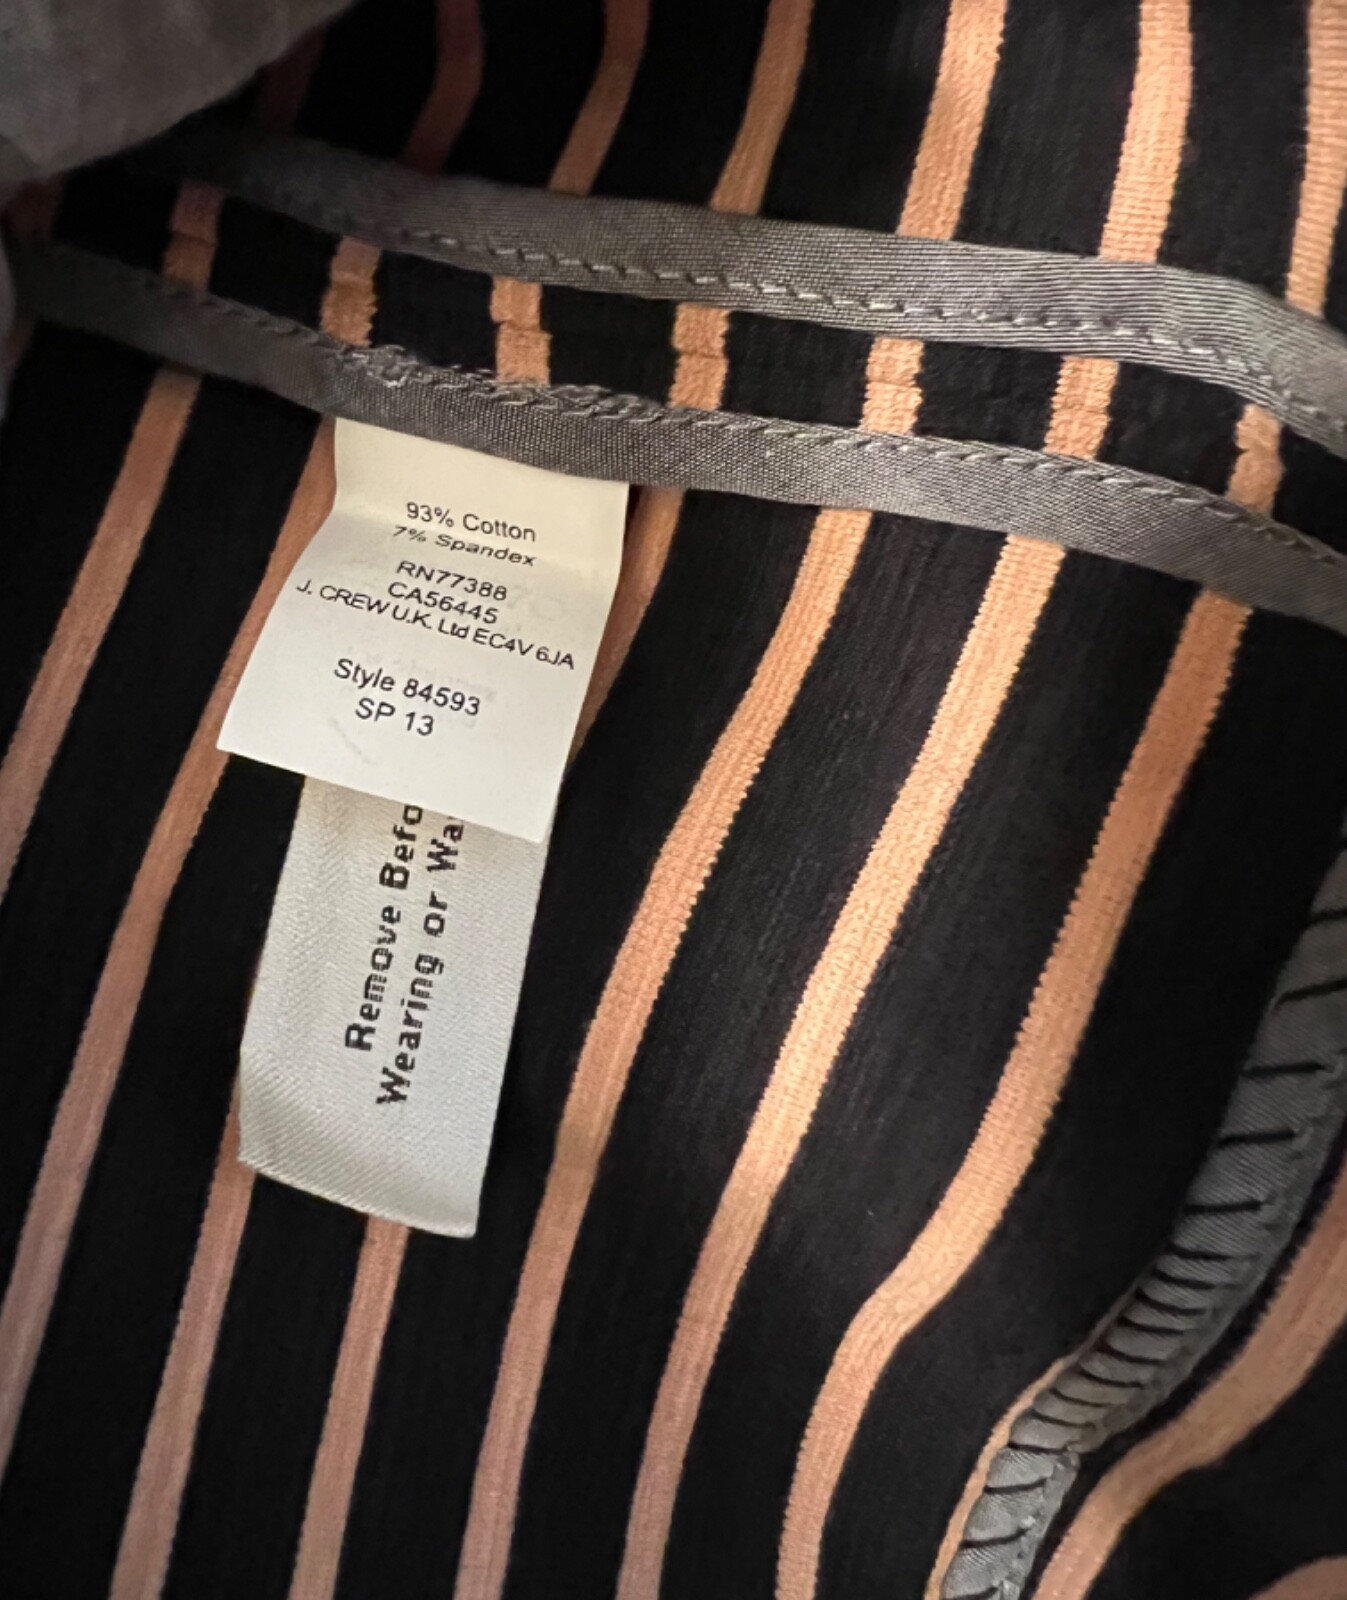 93% Cotton
7% Spandex
RN77388
CA56445
J. CREW U.K. Ltd EC4V 6JA
Style 84593
SP 13
Remove Befo
Wearing or Wa